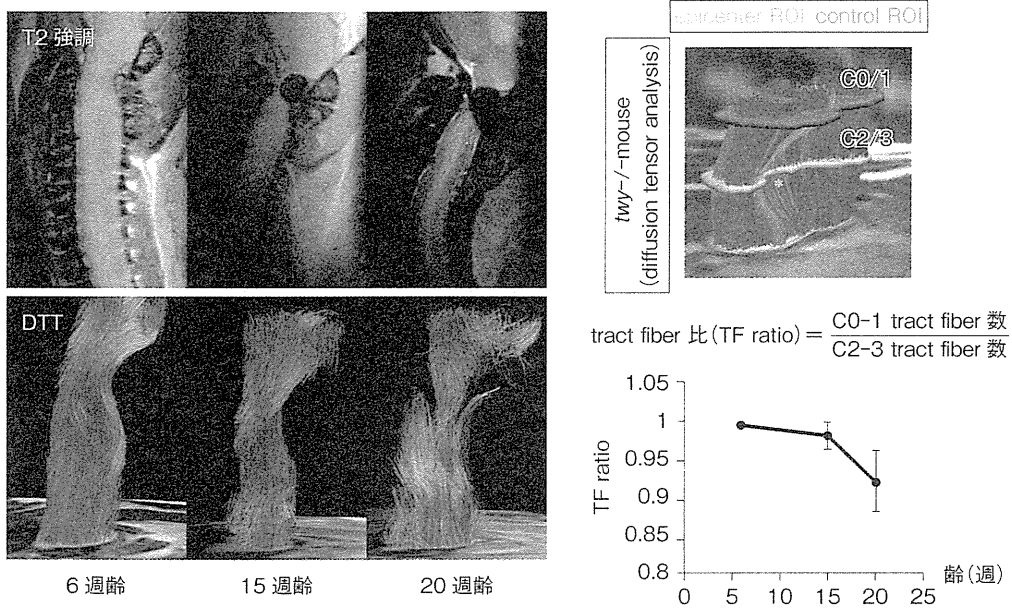 T2 強調
DTT
6 週齢
15 週齢
20 週齢
epicenter ROI control ROI
twy-/-mouse
(diffusion tensor analysis)
C0/1
C2/3
*
tract fiber 比(TF ratio)= C0-1 tract fiber 数
C2-3 tract fiber 数
TF ratio
1.05
1
0.95
0.9
0.85
0.8
0 5 10 15 20 25
齢(週)